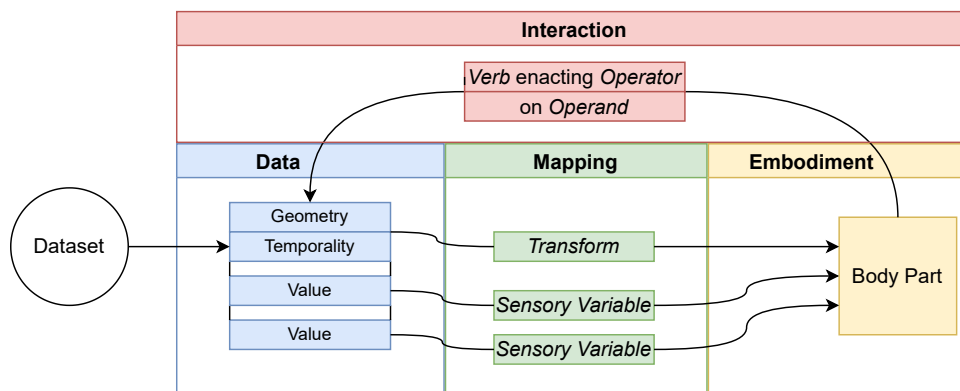 Interaction
Verb enacting Operator
on Operand
Data
Mapping
Embodiment
Dataset
Geometry
Temporality
Value
Value
Transform
Sensory Variable
Sensory Variable
Body Part